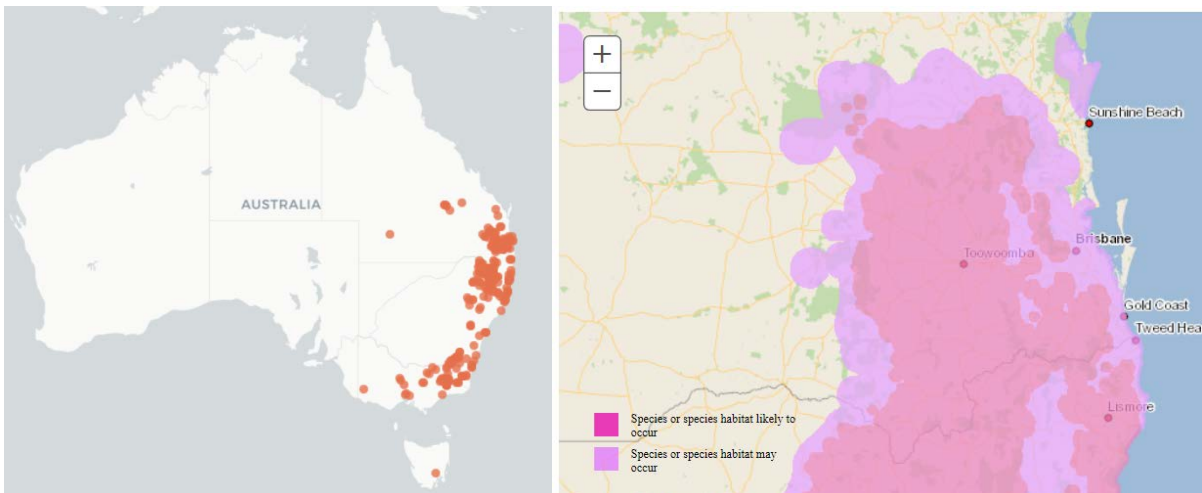 AUSTRALIA
+
−
Sunshine Beach
Brisbane
Toowoomba
Gold Coast
Tweed Hea
Lismore
Species or species habitat likely to
occur
Species or species habitat may
occur